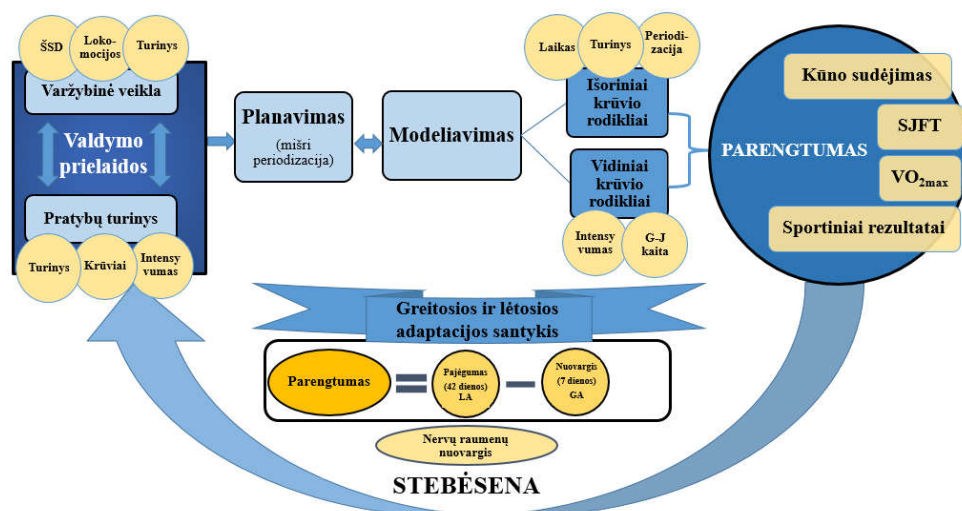 ŠSD
Loko-
mocijos
Turinys
Varžybinė veikla
Valdymo
prielaidos
Pratybų turinys
Turinys
Krūviai
Intensy
vumas
Planavimas
(mišri
periodizacija)
Modeliavimas
Laikas
Turinys
Periodi-
zacija
Išoriniai
krūvio
rodikliai
Vidiniai
krūvio
rodikliai
Intensy
vumas
G-J
kaita
PARENGTUMAS
Kūno sudėjimas
SJFT
VO2max
Sportiniai rezultatai
Greitosios ir lėtosios
adaptacijos santykis
Parengtumas
=
Pajėgumas
(42 dienos)
LA
–
Nuovargis
(7 dienos)
GA
Nervų raumenų
nuovargis
STEBĖSENA